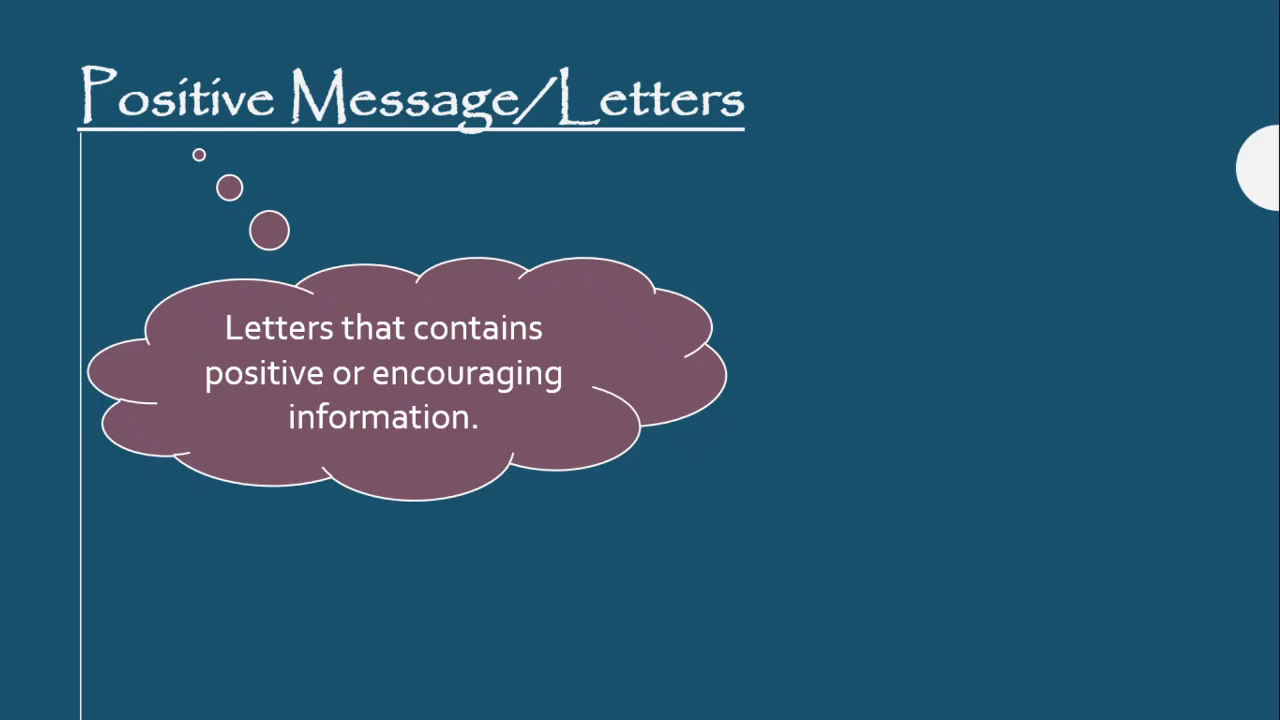 Positive Message/Letters
Letters that contains
positive or encouraging
information.